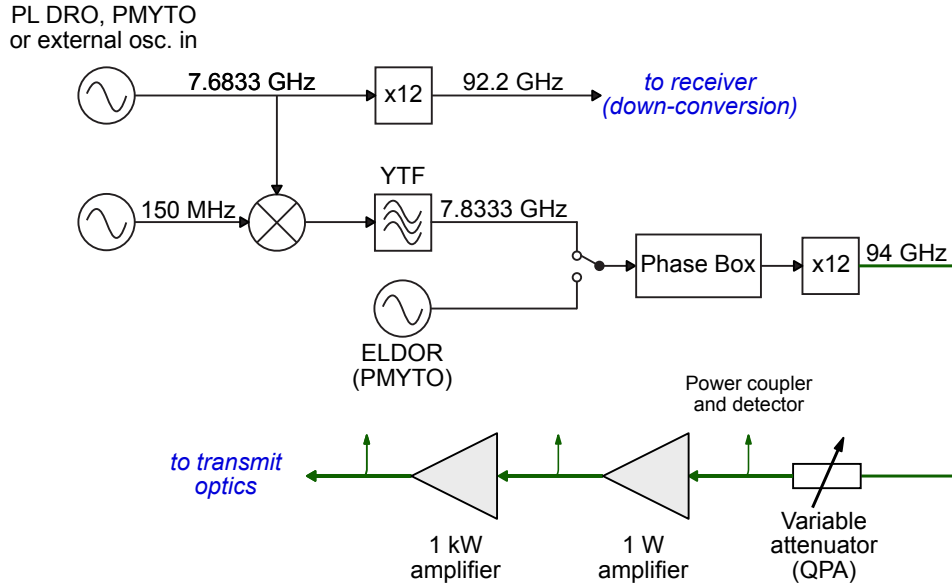 PL DRO, PMYTO
or external osc. in
7.6833 GHz
x12
92.2 GHz
to receiver
(down-conversion)
150 MHz
YTF
7.8333 GHz
Phase Box
x12
94 GHz
ELDOR
(PMYTO)
Power coupler
and detector
to transmit
optics
1 kW
amplifier
1 W
amplifier
Variable
attenuator
(QPA)